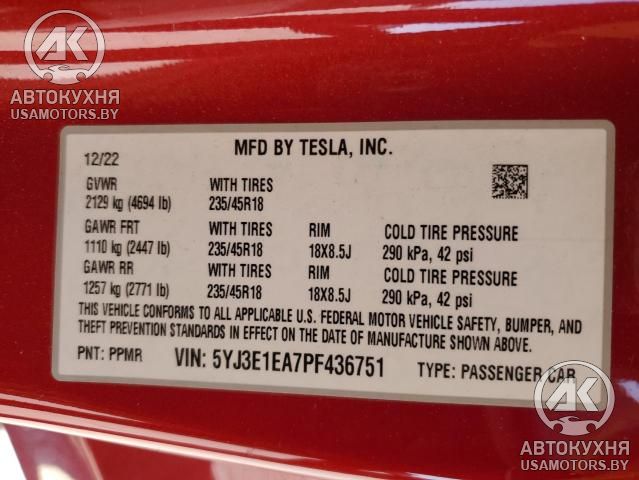 AK
АВТОКУХНЯ
USAMOTORS.BY
MFD BY TESLA, INC.
12/22
GVWR WITH TIRES
2129 kg (4694 lb) 235/45R18
GAWR FRT WITH TIRES RIM COLD TIRE PRESSURE
1110 kg (2447 lb) 235/45R18 18X8.5J 290 kPa, 42 psi
GAWR RR WITH TIRES RIM COLD TIRE PRESSURE
1257 kg (2771 lb) 235/45R18 18X8.5J 290 kPa, 42 psi
THIS VEHICLE CONFORMS TO ALL APPLICABLE U.S. FEDERAL MOTOR VEHICLE SAFETY, BUMPER, AND
THEFT PREVENTION STANDARDS IN EFFECT ON THE DATE OF MANUFACTURE SHOWN ABOVE.
PNT: PPMR VIN: 5YJ3E1EA7PF436751 TYPE: PASSENGER CAR
AK
АВТОКУХНЯ
USAMOTORS.BY